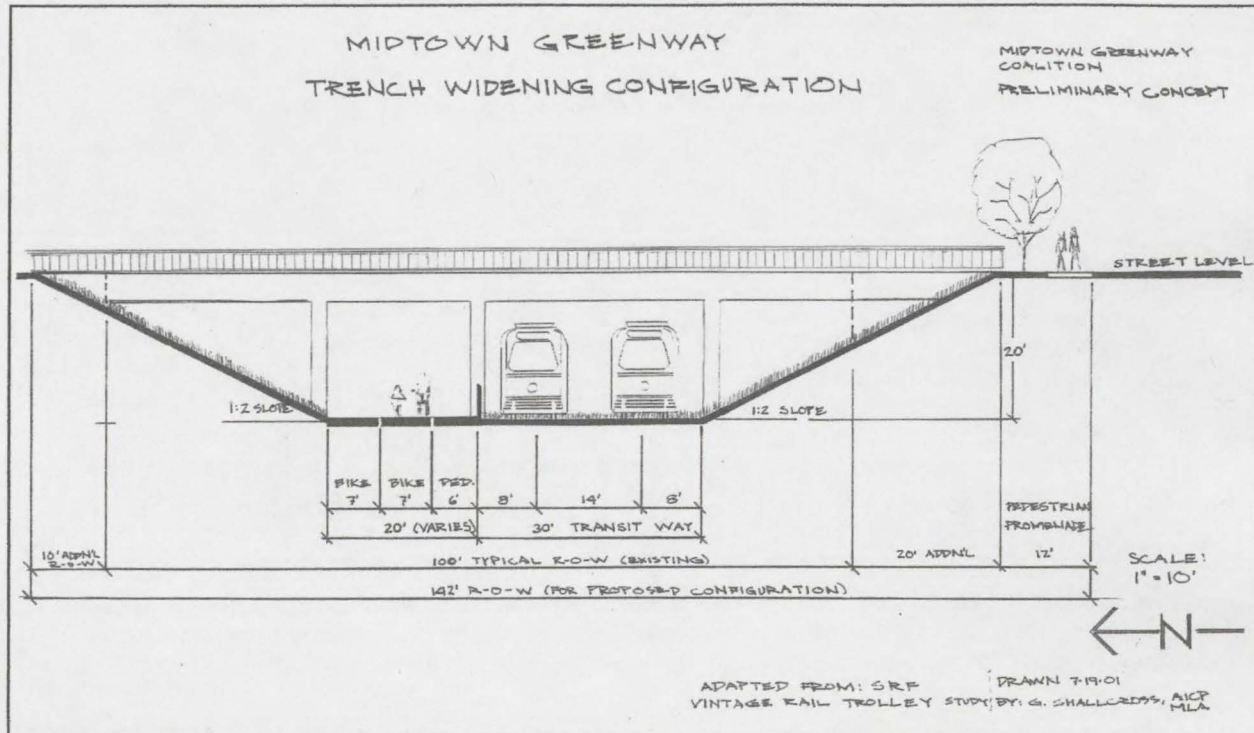 MIDTOWN GREENWAY
TRENCH WIDENING CONFIGURATION
MIDTOWN GREENWAY
COALITION
PRELIMINARY CONCEPT
STREET LEVEL
20'
1:2 SLOPE
1:2 SLOPE
BIKE
7'
BIKE
7'
PED.
6'
8'
14'
8'
20' (VARIES)
30' TRANSIT WAY
PEDESTRIAN
PROMENADE
12'
10' ADDN'L
R-O-W
100' TYPICAL R-O-W (EXISTING)
20' ADDN'L
142' R-O-W (FOR PROPOSED CONFIGURATION)
SCALE:
1" = 10'
N
ADAPTED FROM: SRF
VINTAGE RAIL TROLLEY STUDY
DRAWN 7-19-01
BY: G. SHALLCROSS, AICP
MLA